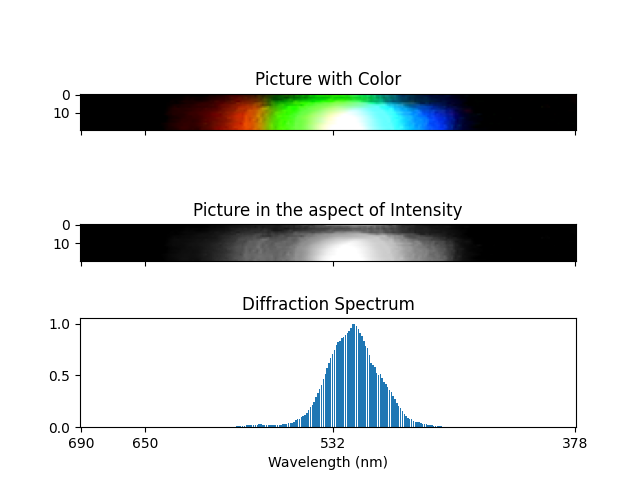 Picture with Color
0
10
Picture in the aspect of Intensity
0
10
Diffraction Spectrum
1.0
0.5
0.0
690 650 532 378
Wavelength (nm)